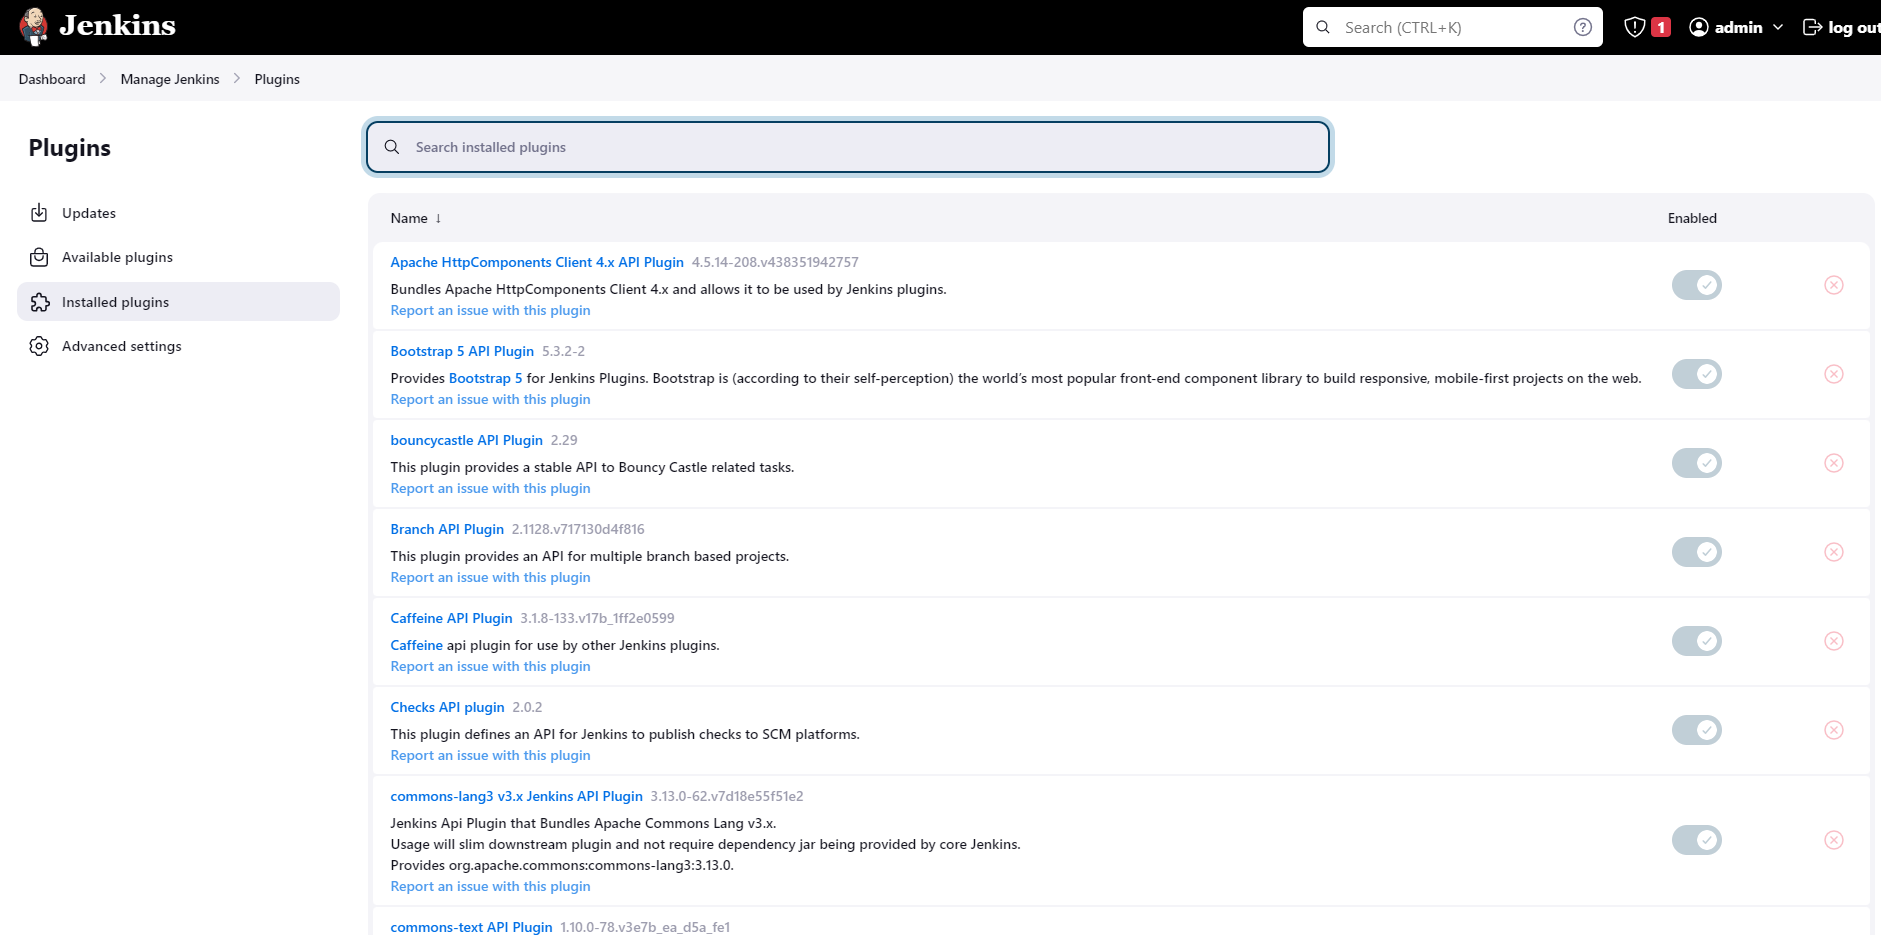 Jenkins
Search (CTRL+K)
1
admin
log out
Dashboard
Manage Jenkins
Plugins
Plugins
Updates
Available plugins
Installed plugins
Advanced settings
Search installed plugins
Name ↓
Enabled
Apache HttpComponents Client 4.x API Plugin 4.5.14-208.v438351942757
Bundles Apache HttpComponents Client 4.x and allows it to be used by Jenkins plugins.
Report an issue with this plugin
Bootstrap 5 API Plugin 5.3.2-2
Provides Bootstrap 5 for Jenkins Plugins. Bootstrap is (according to their self-perception) the world's most popular front-end component library to build responsive, mobile-first projects on the web.
Report an issue with this plugin
bouncycastle API Plugin 2.29
This plugin provides a stable API to Bouncy Castle related tasks.
Report an issue with this plugin
Branch API Plugin 2.1128.v717130d4f816
This plugin provides an API for multiple branch based projects.
Report an issue with this plugin
Caffeine API Plugin 3.1.8-133.v17b_1ff2e0599
Caffeine api plugin for use by other Jenkins plugins.
Report an issue with this plugin
Checks API plugin 2.0.2
This plugin defines an API for Jenkins to publish checks to SCM platforms.
Report an issue with this plugin
commons-lang3 v3.x Jenkins API Plugin 3.13.0-62.v7d18e55f51e2
Jenkins Api Plugin that Bundles Apache Commons Lang v3.x.
Usage will slim downstream plugin and not require dependency jar being provided by core Jenkins.
Provides org.apache.commons:commons-lang3:3.13.0.
Report an issue with this plugin
commons-text API Plugin 1.10.0-78.v3e7b_ea_d5a_fe1